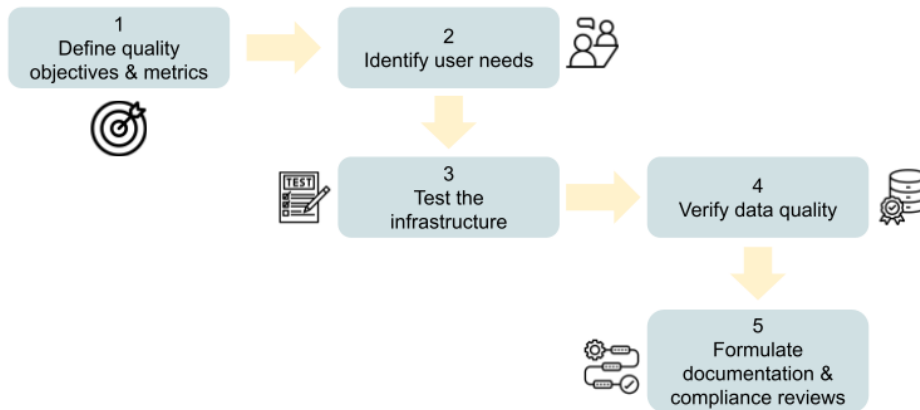 1
Define quality
objectives & metrics
2
Identify user needs
3
Test the
infrastructure
TEST
4
Verify data quality
5
Formulate
documentation &
compliance reviews